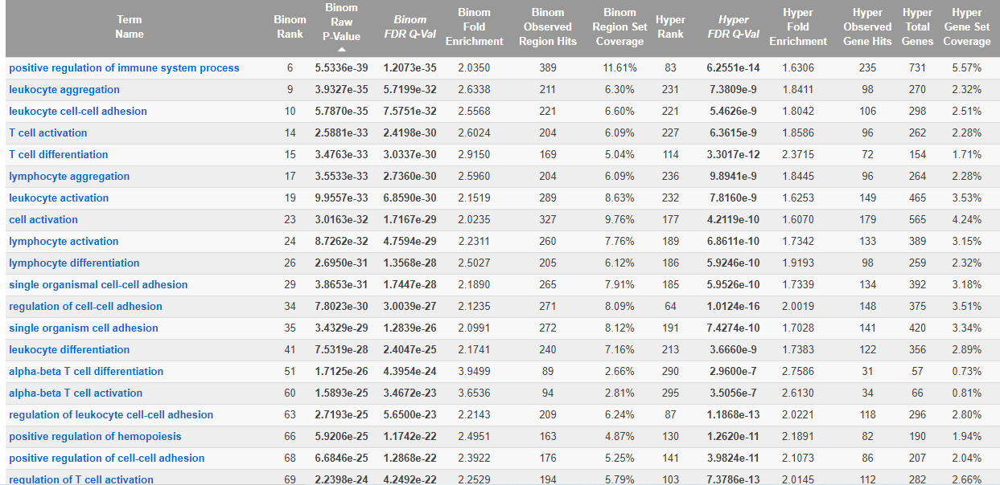 Term Name Binom Rank Binom Raw P-Value Binom FDR Q-Val Binom Fold Enrichment Binom Observed Region Hits Binom Region Set Coverage Hyper Rank Hyper FDR Q-Val Hyper Fold Enrichment Hyper Observed Gene Hits Hyper Total Genes Hyper Gene Set Coverage
positive regulation of immune system process 6 5.5336e-39 1.2073e-35 2.0350 389 11.61% 83 6.2551e-14 1.6306 235 731 5.57%
leukocyte aggregation 9 3.9327e-35 5.7199e-32 2.6338 211 6.30% 231 7.3809e-9 1.8411 98 270 2.32%
leukocyte cell-cell adhesion 10 5.7870e-35 7.5751e-32 2.5568 221 6.60% 221 5.4626e-9 1.8042 106 298 2.51%
T cell activation 14 2.5881e-33 2.4198e-30 2.6024 204 6.09% 227 6.3615e-9 1.8586 96 262 2.28%
T cell differentiation 15 3.4763e-33 3.0337e-30 2.9150 169 5.04% 114 3.3017e-12 2.3715 72 154 1.71%
lymphocyte aggregation 17 3.5533e-33 2.7360e-30 2.5960 204 6.09% 236 9.8941e-9 1.8445 96 264 2.28%
leukocyte activation 19 9.9557e-33 6.8590e-30 2.1519 289 8.63% 232 7.8160e-9 1.6253 149 465 3.53%
cell activation 23 3.0163e-32 1.7167e-29 2.0235 327 9.76% 177 4.2119e-10 1.6070 179 565 4.24%
lymphocyte activation 24 8.7262e-32 4.7594e-29 2.2311 260 7.76% 189 6.8611e-10 1.7342 133 389 3.15%
lymphocyte differentiation 26 2.6950e-31 1.3568e-28 2.5027 205 6.12% 186 5.9246e-10 1.9193 98 259 2.32%
single organismal cell-cell adhesion 29 3.8653e-31 1.7447e-28 2.1890 265 7.91% 185 5.9526e-10 1.7339 134 392 3.18%
regulation of cell-cell adhesion 34 7.8023e-30 3.0039e-27 2.1235 271 8.09% 64 1.0124e-16 2.0019 148 375 3.51%
single organism cell adhesion 35 3.4329e-29 1.2839e-26 2.0991 272 8.12% 191 7.4274e-10 1.7028 141 420 3.34%
leukocyte differentiation 41 7.5319e-28 2.4047e-25 2.1741 240 7.16% 213 3.6660e-9 1.7383 122 356 2.89%
alpha-beta T cell differentiation 51 1.7125e-26 4.3954e-24 3.9499 89 2.66% 290 2.9600e-7 2.7586 31 57 0.73%
alpha-beta T cell activation 60 1.5893e-25 3.4672e-23 3.6536 94 2.81% 295 3.5056e-7 2.6130 34 66 0.81%
regulation of leukocyte cell-cell adhesion 63 2.7193e-25 5.6500e-23 2.2143 209 6.24% 87 1.1868e-13 2.0221 118 296 2.80%
positive regulation of hemopoiesis 66 5.9206e-25 1.1742e-22 2.4951 163 4.87% 130 1.2620e-11 2.1891 82 190 1.94%
positive regulation of cell-cell adhesion 68 6.6846e-25 1.2868e-22 2.3922 176 5.25% 141 3.9824e-11 2.1073 86 207 2.04%
regulation of T cell activation 69 2.2398e-24 4.2492e-22 2.2529 194 5.79% 103 7.3786e-13 2.0145 112 282 2.66%